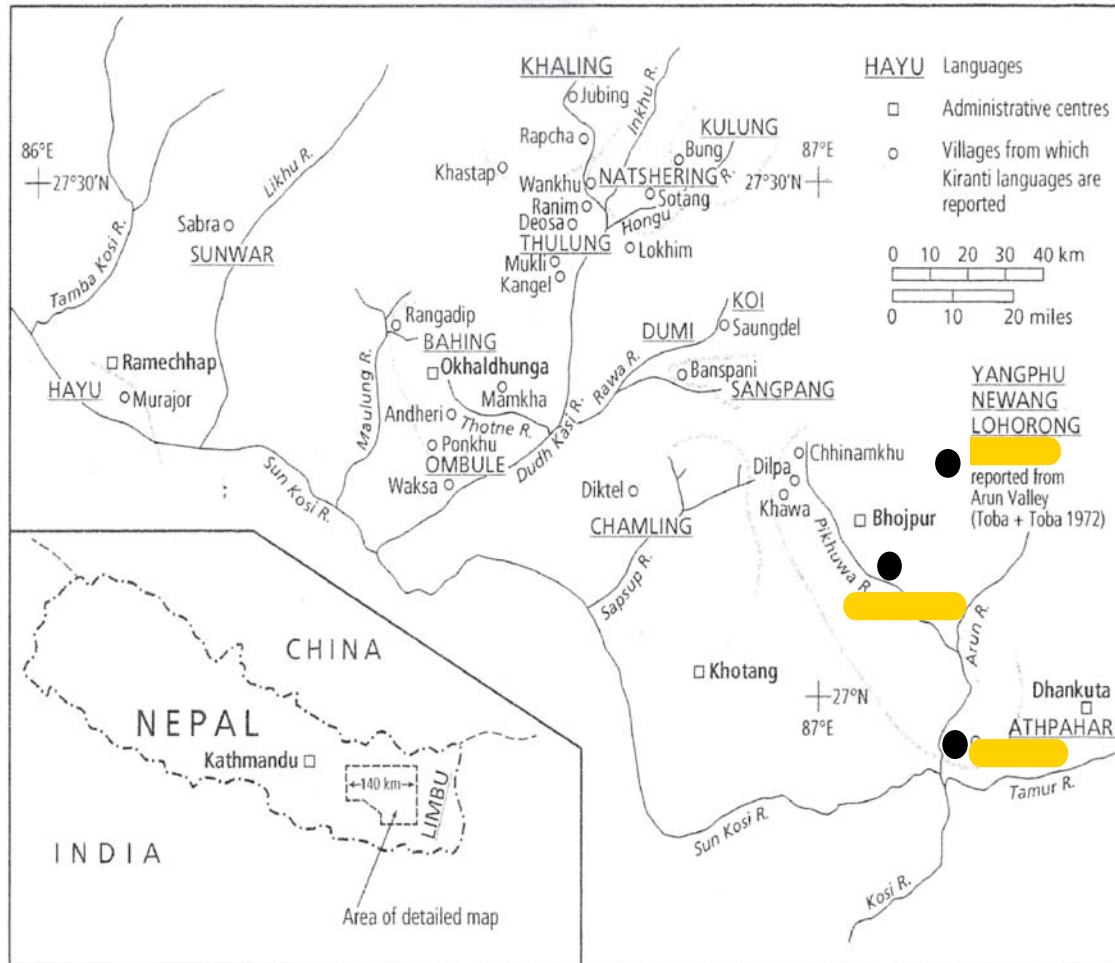 KHALING
Jubing
Inkhu R.
Rapcha
KULUNG
Bung
Khastap
Wankhu
NATSHERING
Sotang
Ranim
Hongu R.
Deosa
THULUNG
Lokhim
Mukli
Kangel
86°E
27°30'N
87°E
27°30'N
Likhu R.
Tamba Kosi R.
Sabra
SUNWAR
HAYU Languages
Administrative centres
Villages from which
Kiranti languages are
reported
0 10 20 30 40 km
0 10 20 miles
Rangadip
BAHING
Ramechhap
HAYU
Murajor
Maulung R.
Okhaldhunga
Mamkha
Andheri
Thotne R.
Ponkhu
OMBULE
Waksa
Sun Kosi R.
Dudh Kasi R.
KOI
DUMI
Saungdel
Rawa R.
Banspani
SANGPANG
YANGPHU
NEWANG
LOHORONG
reported from
Arun Valley
(Toba + Toba 1972)
Chhinamkhu
Dilpa
Khawa
Diktel
CHAMLING
Bhojpur
Pikhuwa R.
Sapsup R.
Arun R.
Khotang
27°N
87°E
Dhankuta
ATHPAHAR
Tamur R.
Sun Kosi R.
Kosi R.
CHINA
NEPAL
Kathmandu
140 km
LIMBU
INDIA
Area of detailed map